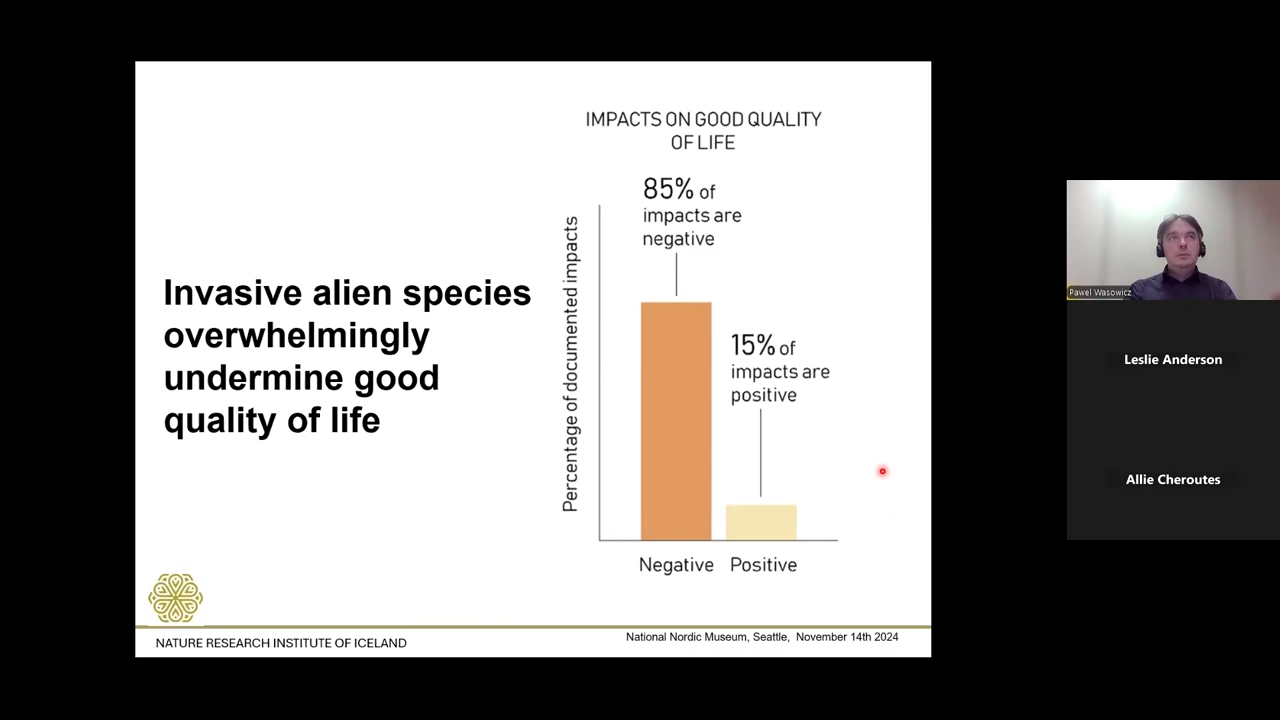 Invasive alien species
overwhelmingly
undermine good
quality of life
IMPACTS ON GOOD QUALITY
OF LIFE
Percentage of documented impacts
85% of
impacts are
negative
15% of
impacts are
positive
Negative Positive
NATURE RESEARCH INSTITUTE OF ICELAND
National Nordic Museum, Seattle, November 14th 2024
Pawel Wasowicz
Leslie Anderson
Allie Cheroutes